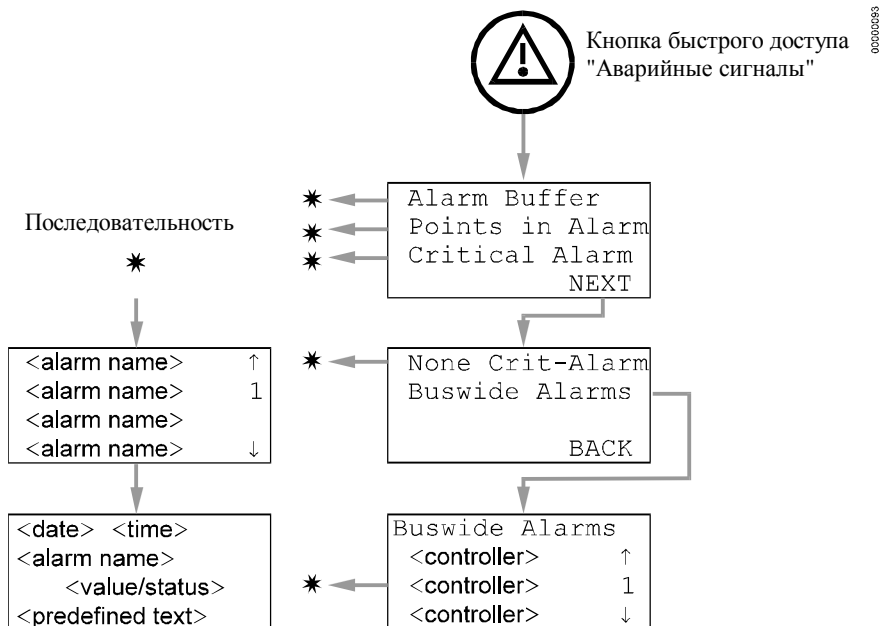 00000093
Кнопка быстрого доступа
"Аварийные сигналы"
Alarm Buffer
Points in Alarm
Critical Alarm
NEXT
Последовательность
<alarm name> ↑
<alarm name> 1
<alarm name>
<alarm name> ↓
None Crit-Alarm
Buswide Alarms
BACK
<date> <time>
<alarm name>
<value/status>
<predefined text>
Buswide Alarms
<controller> ↑
<controller> 1
<controller> ↓